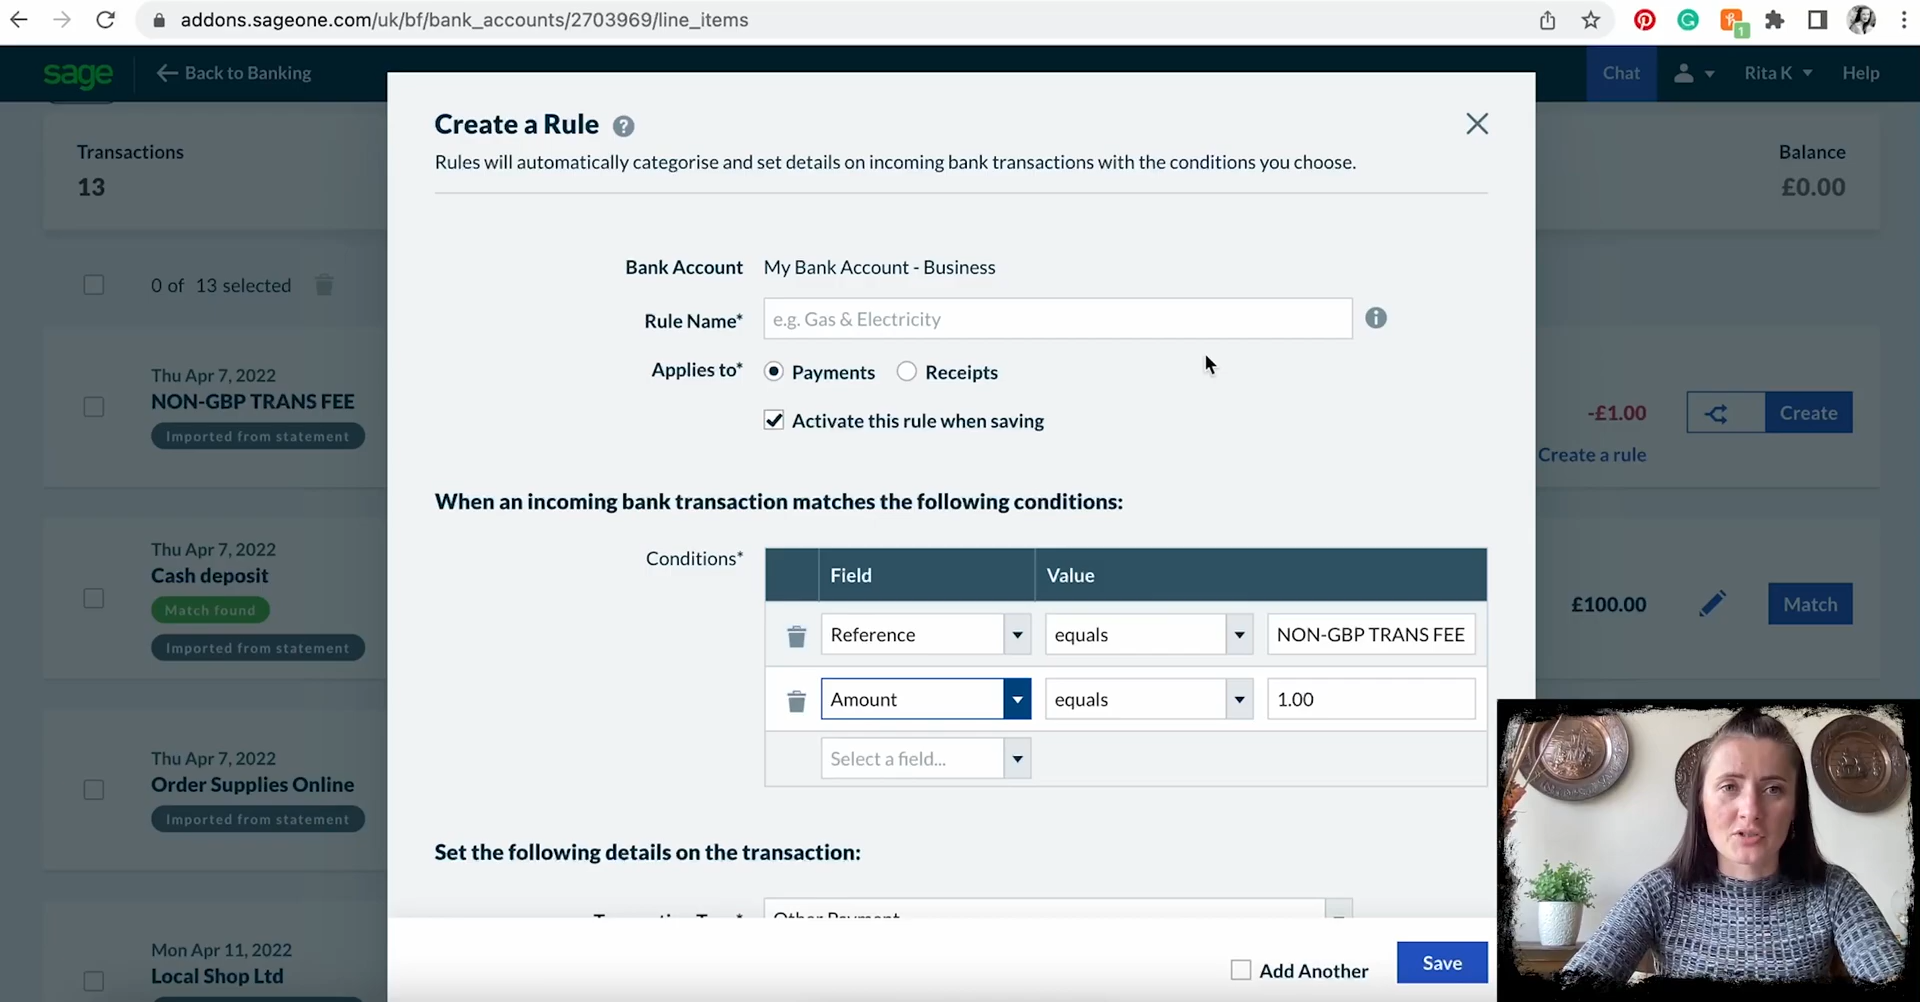 addons.sageone.com/uk/bf/bank_accounts/2703969/line_items
1
sage
Back to Banking
Chat
Rita K
Help
Transactions
13
Balance
£0.00
0 of 13 selected
Create a Rule ?
Rules will automatically categorise and set details on incoming bank transactions with the conditions you choose.
Bank Account My Bank Account - Business
Rule Name* e.g. Gas & Electricity
Applies to* Payments Receipts
Activate this rule when saving
When an incoming bank transaction matches the following conditions:
Conditions*
Field Value
Reference equals NON-GBP TRANS FEE
Amount equals 1.00
Select a field...
Set the following details on the transaction:
Other Payment
Add Another
Save
Thu Apr 7, 2022
NON-GBP TRANS FEE
Imported from statement
-£1.00
Create
Create a rule
Thu Apr 7, 2022
Cash deposit
Match found
Imported from statement
£100.00
Match
Thu Apr 7, 2022
Order Supplies Online
Imported from statement
Mon Apr 11, 2022
Local Shop Ltd